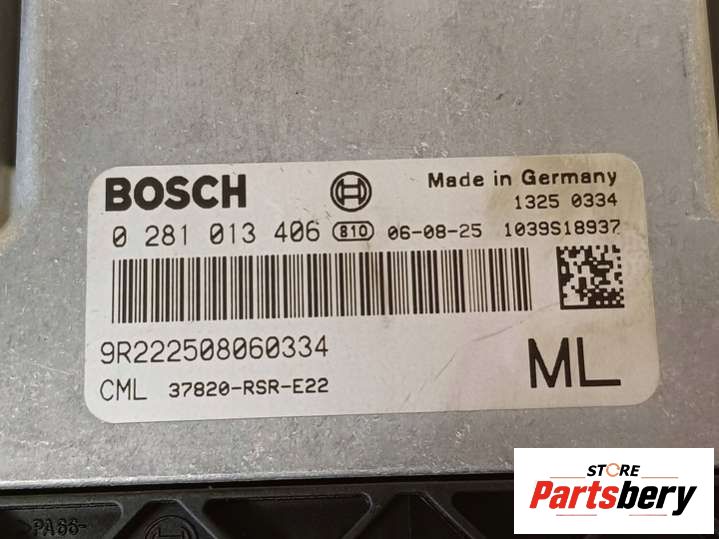 BOSCH
Made in Germany
1325 0334
0 281 013 406 810 06-08-25 1039S18937
9R222508060334
ML
CML 37820-RSR-E22
>PA66-
STORE
Partsbery